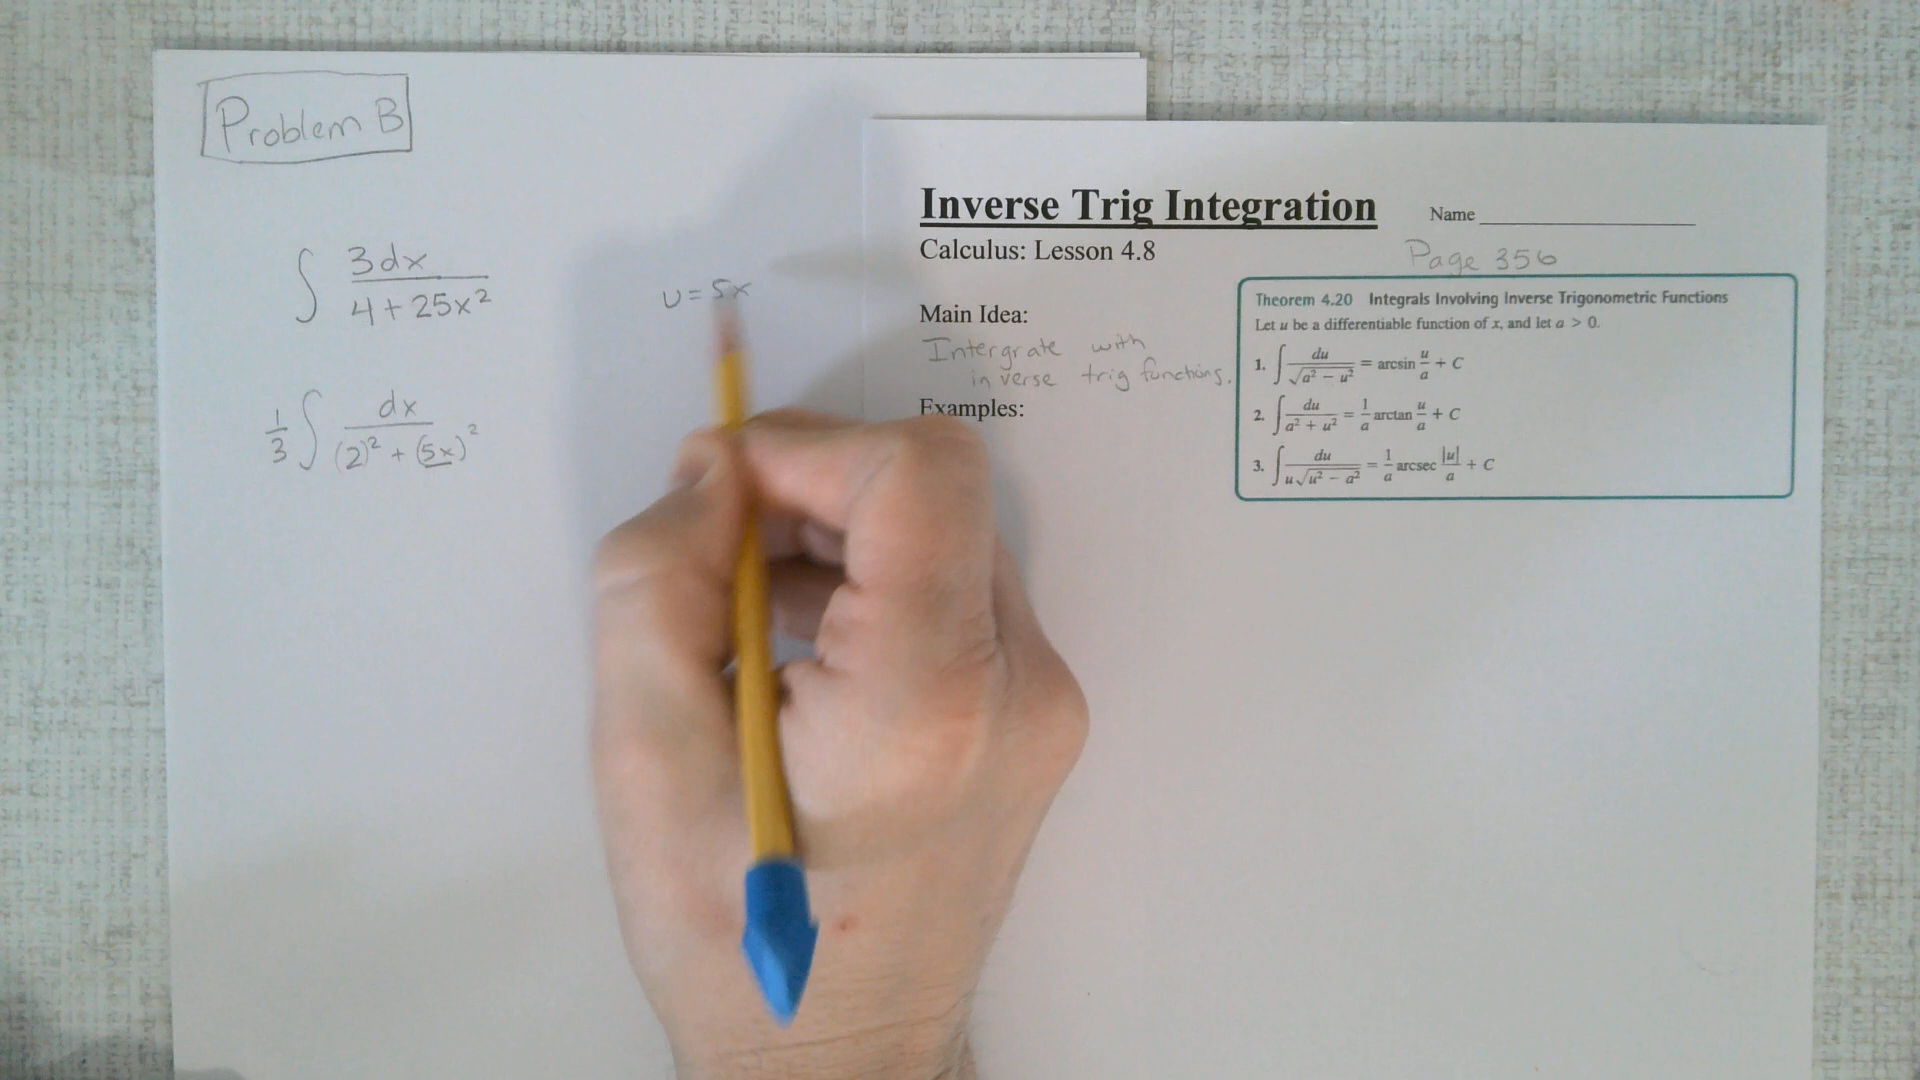 Problem B
∫ 3dx / 4 + 25x²
u = 5x
1/3 ∫ dx / (2)² + (5x)²
Inverse Trig Integration
Name ____________________
Calculus: Lesson 4.8
Page 356
Main Idea:
Intergrate with
inverse trig functions.
Examples:
Theorem 4.20 Integrals Involving Inverse Trigonometric Functions
Let u be a differentiable function of x, and let a > 0.
1. ∫ du / √(a² − u²) = arcsin u/a + C
2. ∫ du / a² + u² = 1/a arctan u/a + C
3. ∫ du / u√(u² − a²) = 1/a arcsec |u|/a + C